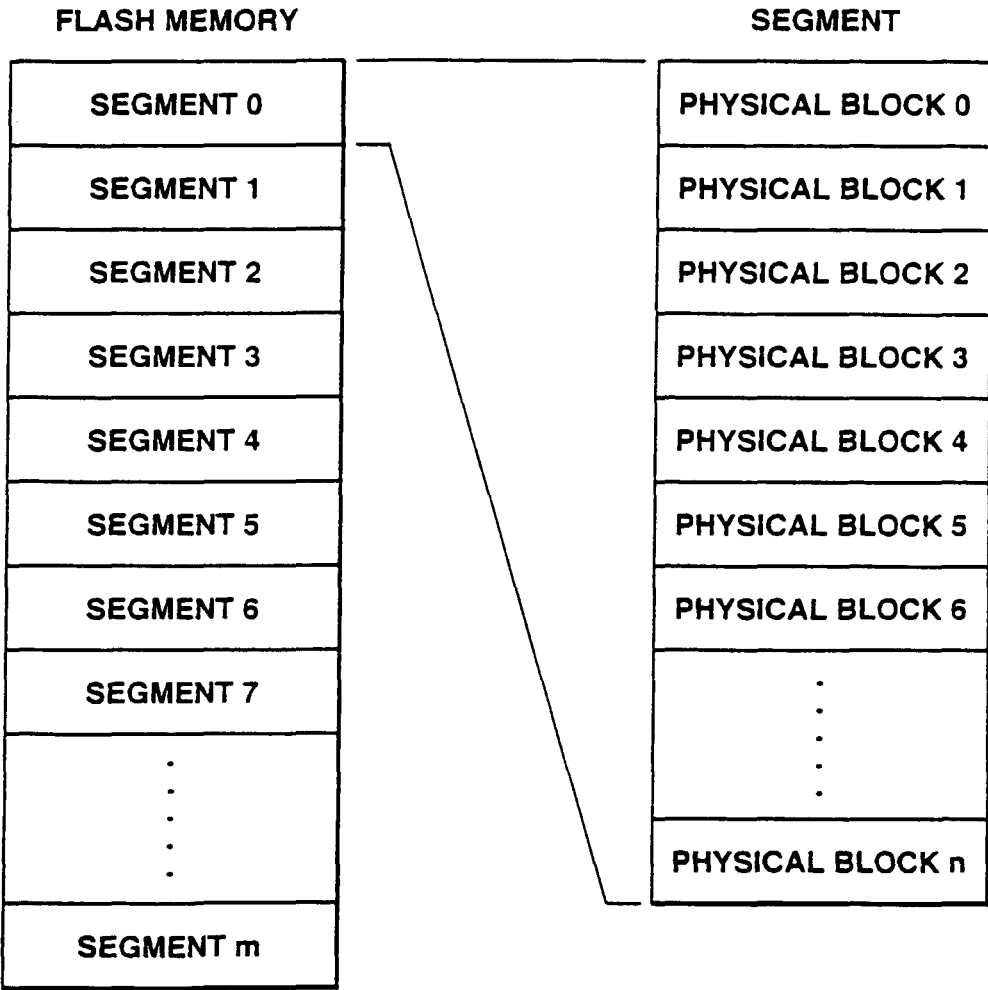 FLASH MEMORY
SEGMENT 0
SEGMENT 1
SEGMENT 2
SEGMENT 3
SEGMENT 4
SEGMENT 5
SEGMENT 6
SEGMENT 7
SEGMENT m
SEGMENT
PHYSICAL BLOCK 0
PHYSICAL BLOCK 1
PHYSICAL BLOCK 2
PHYSICAL BLOCK 3
PHYSICAL BLOCK 4
PHYSICAL BLOCK 5
PHYSICAL BLOCK 6
PHYSICAL BLOCK n